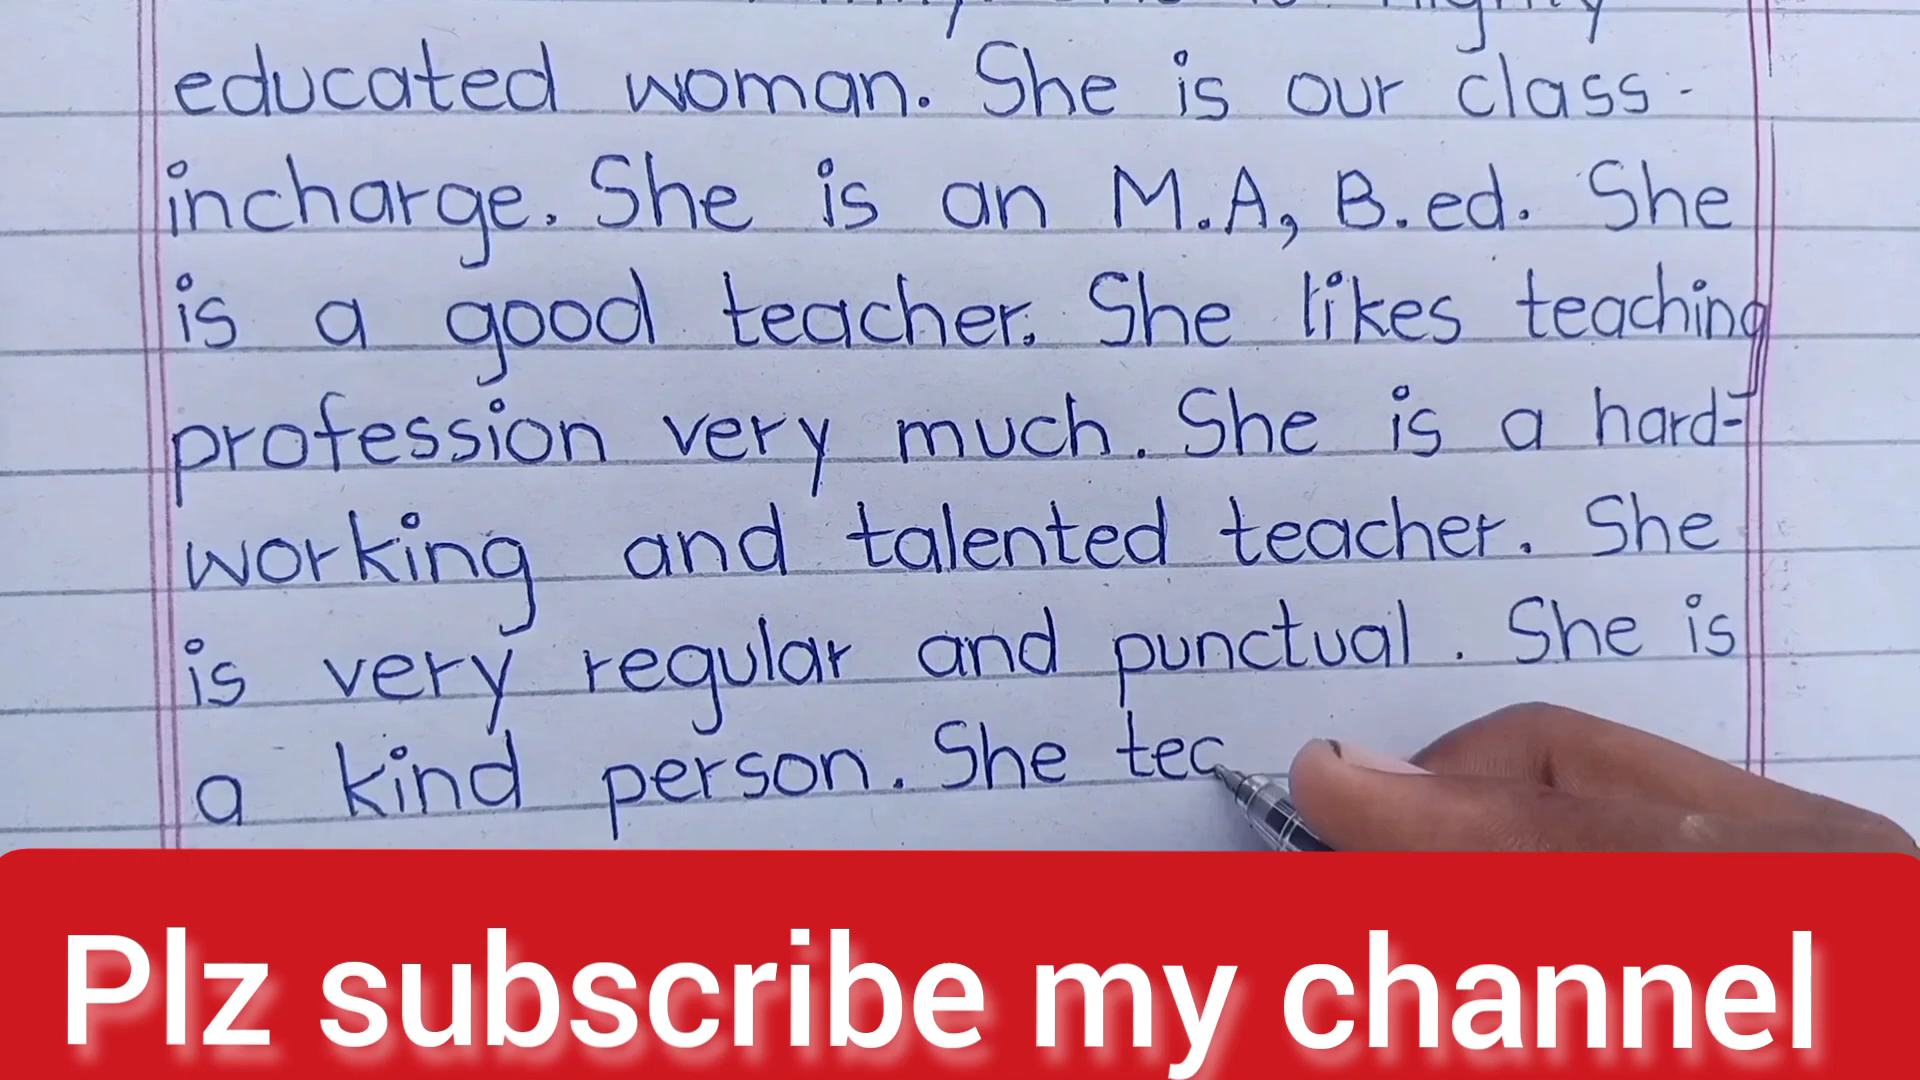 highly
educated woman. She is our class-
incharge. She is an M.A, B.ed. She
is a good teacher. She likes teaching
profession very much. She is a hard-
working and talented teacher. She
is very regular and punctual. She is
a kind person. She tec
Plz subscribe my channel